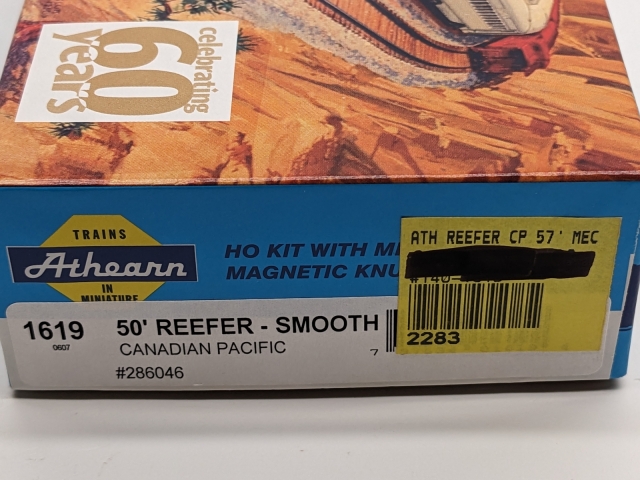 celebrating
60
years
TRAINS
Athearn
IN
MINIATURE
HO KIT WITH
MAGNETIC
1619
0607
50' REEFER - SMOOTH
CANADIAN PACIFIC
#286046
7
ATH REEFER CP 57' MEC
2283